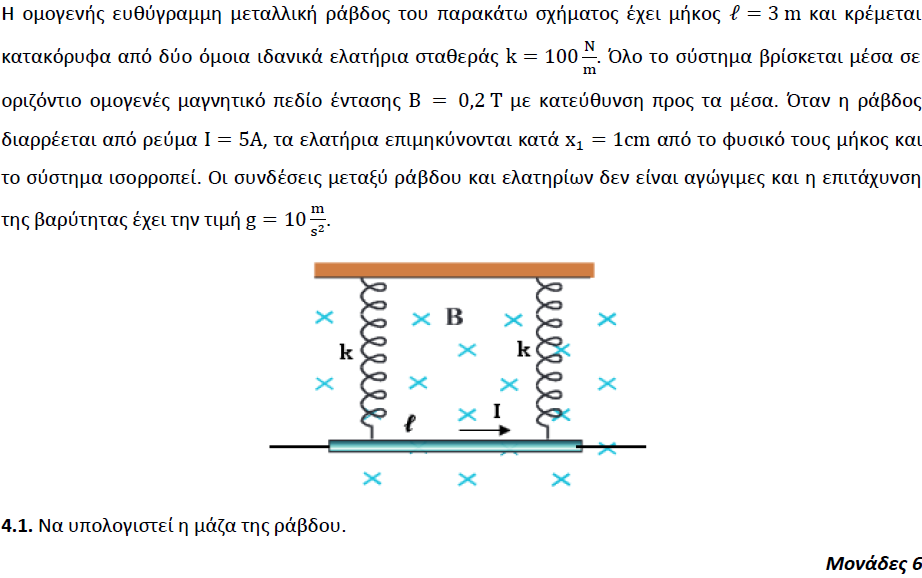 Η ομογενής ευθύγραμμη μεταλλική ράβδος του παρακάτω σχήματος έχει μήκος ℓ = 3 m και κρέμεται
κατακόρυφα από δύο όμοια ιδανικά ελατήρια σταθεράς k = 100 N/m. Όλο το σύστημα βρίσκεται μέσα σε
οριζόντιο ομογενές μαγνητικό πεδίο έντασης B = 0,2 T με κατεύθυνση προς τα μέσα. Όταν η ράβδος
διαρρέεται από ρεύμα I = 5A, τα ελατήρια επιμηκύνονται κατά x₁ = 1cm από το φυσικό τους μήκος και
το σύστημα ισορροπεί. Οι συνδέσεις μεταξύ ράβδου και ελατηρίων δεν είναι αγώγιμες και η επιτάχυνση
της βαρύτητας έχει την τιμή g = 10 m/s².
B
k k
ℓ I
4.1. Να υπολογιστεί η μάζα της ράβδου.
Μονάδες 6